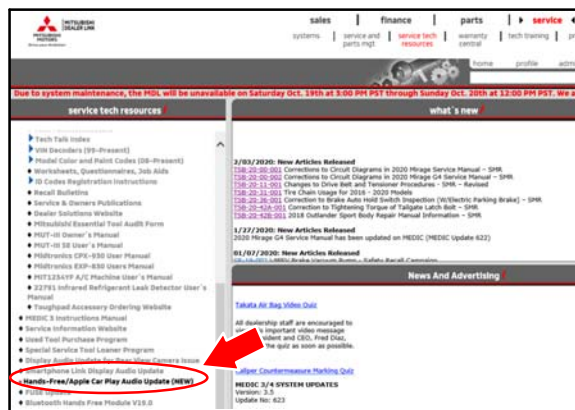 MITSUBISHI
MOTORS
Drive your Ambition
MITSUBISHI
DEALER LINK
sales
finance
parts
service
systems
service and
parts mgt
service tech
resources
warranty
central
tech training
home
profile
Due to system maintenance, the MDL will be unavailable on Saturday Oct. 19th at 3:00 PM PST through Sunday Oct. 20th at 12:00 PM PST. We a
service tech resources
Tech Talk Index
VIN Decoders (99-Present)
Model Color and Paint Codes (08-Present)
Worksheets, Questionnaires, Job Aids
ID Codes Registration Instructions
Recall Bulletins
Service & Owners Publications
Dealer Solutions Website
Mitsubishi Essential Tool Audit Form
MUT-III Owner's Manual
MUT-III SE User's Manual
Midtronics CPX-930 User Manual
Midtronics EXP-830 Users Manual
MIT1234YF A/C Machine User's Manual
22791 Infrared Refrigerant Leak Detector User's
Manual
Toughpad Accessory Ordering Website
MEDIC 3 Instructions Manual
Service Information Website
Used Tool Purchase Program
Special Service Tool Loaner Program
Display Audio Update for Rear View Camera Issue
Smartphone Link Display Audio Update
Hands-Free/Apple Car Play Audio Update (NEW)
FUSE Update
Bluetooth Hands Free Module V19.0
what's new
2/03/2020: New Articles Released
TSB-20-00-001 Corrections to Circuit Diagrams in 2020 Mirage Service Manual - SMR
TSB-20-00-002 Corrections to Circuit Diagrams in 2020 Mirage G4 Service Manual - SMR
TSB-20-11-001 Changes to Drive Belt and Tensioner Procedures - SMR - Revised
TSB-20-31-001 Tire Chain Usage for 2016 - 2020 Models
TSB-20-36-001 Correction to Brake Auto Hold Switch Inspection [W/Electric Parking Brake] - SMR
TSB-20-42A-001 Correction to Tightening Torque of Tailgate Latch Bolt - SMR
TSB-20-42B-001 2018 Outlander Sport Body Repair Manual Information - SMR
1/27/2020: New Articles Released
2020 Mirage G4 Service Manual has been updated on MEDIC (MEDIC Update 622)
01/07/2020: New Articles Released
News And Advertising
Takata Air Bag Video Quiz
All dealership staff are encouraged to
important video message
ident and CEO, Fred Diaz,
the quiz as soon as possible.
Caliper Countermeasure Marking Quiz
MEDIC 3/4 SYSTEM UPDATES
Version: 3.5
Update No: 623